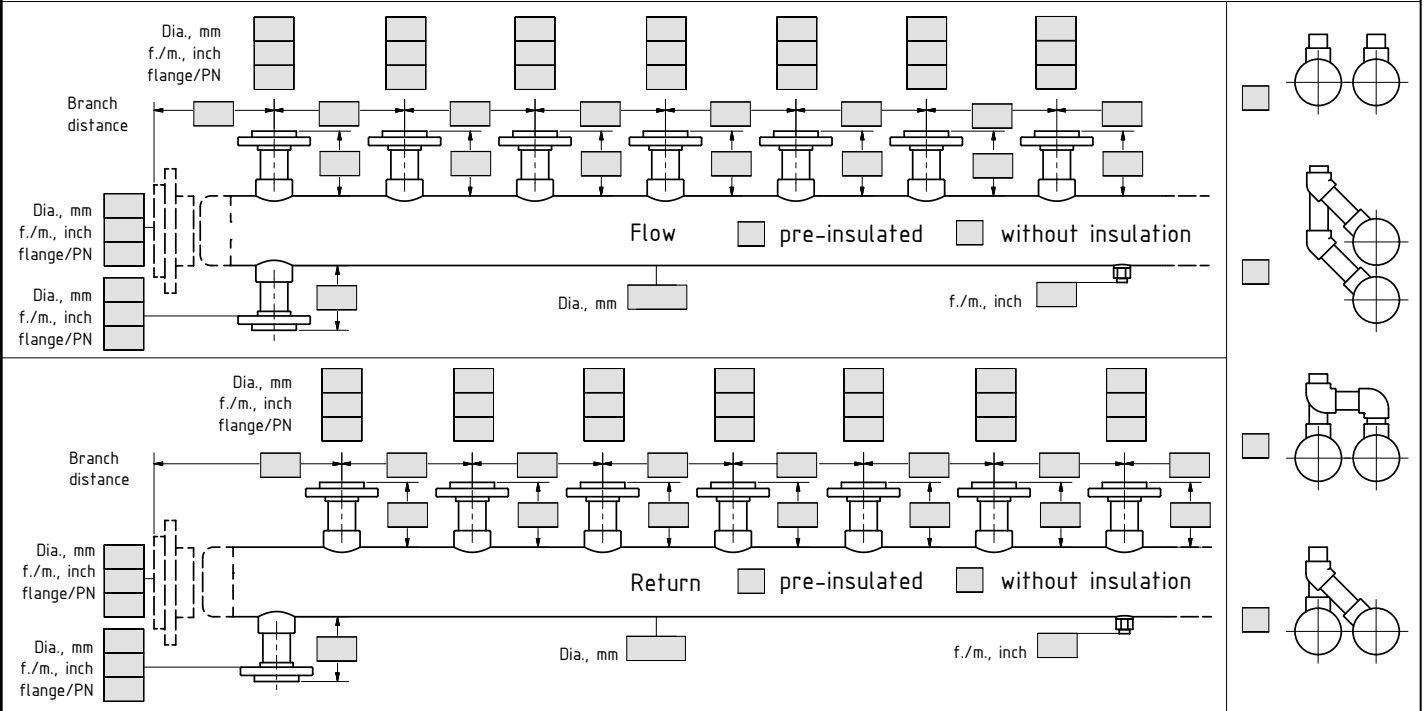 Dia., mm
f./m., inch
flange/PN
Branch
distance
Dia., mm
f./m., inch
flange/PN
Flow
pre-insulated
without insulation
Dia., mm
f./m., inch
flange/PN
Dia., mm
f./m., inch
Dia., mm
f./m., inch
flange/PN
Branch
distance
Dia., mm
f./m., inch
flange/PN
Return
pre-insulated
without insulation
Dia., mm
f./m., inch
flange/PN
Dia., mm
f./m., inch